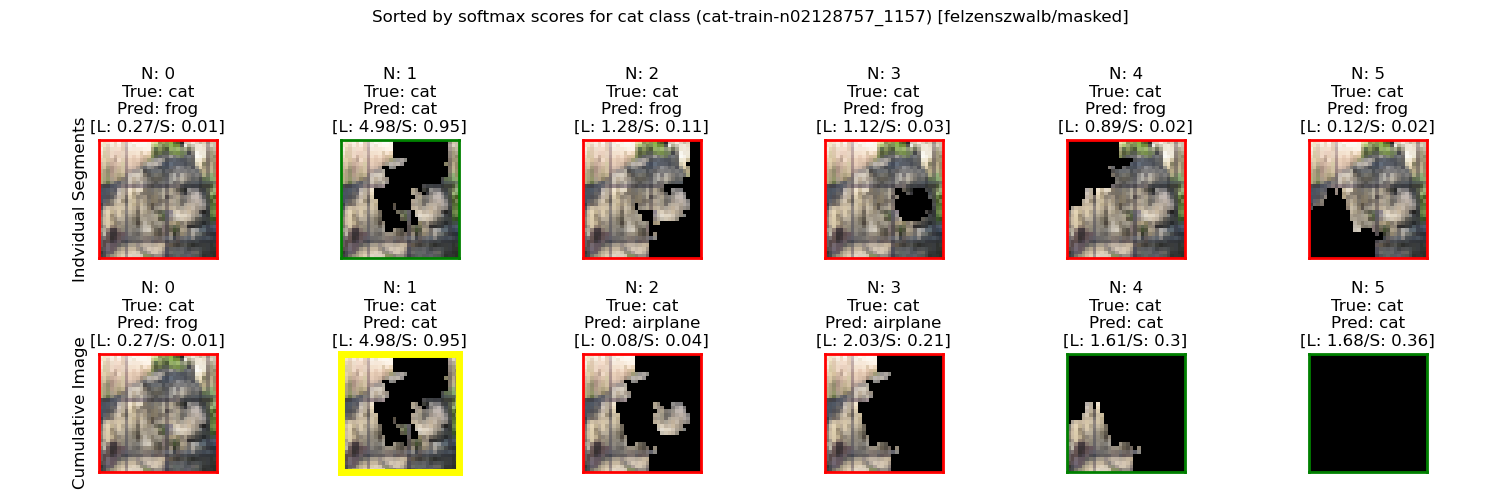 Sorted by softmax scores for cat class (cat-train-n02128757_1157) [felzenszwalb/masked]
Indvidual Segments
N: 0
True: cat
Pred: frog
[L: 0.27/S: 0.01]
N: 1
True: cat
Pred: cat
[L: 4.98/S: 0.95]
N: 2
True: cat
Pred: frog
[L: 1.28/S: 0.11]
N: 3
True: cat
Pred: frog
[L: 1.12/S: 0.03]
N: 4
True: cat
Pred: frog
[L: 0.89/S: 0.02]
N: 5
True: cat
Pred: frog
[L: 0.12/S: 0.02]
Cumulative Image
N: 0
True: cat
Pred: frog
[L: 0.27/S: 0.01]
N: 1
True: cat
Pred: cat
[L: 4.98/S: 0.95]
N: 2
True: cat
Pred: airplane
[L: 0.08/S: 0.04]
N: 3
True: cat
Pred: airplane
[L: 2.03/S: 0.21]
N: 4
True: cat
Pred: cat
[L: 1.61/S: 0.3]
N: 5
True: cat
Pred: cat
[L: 1.68/S: 0.36]